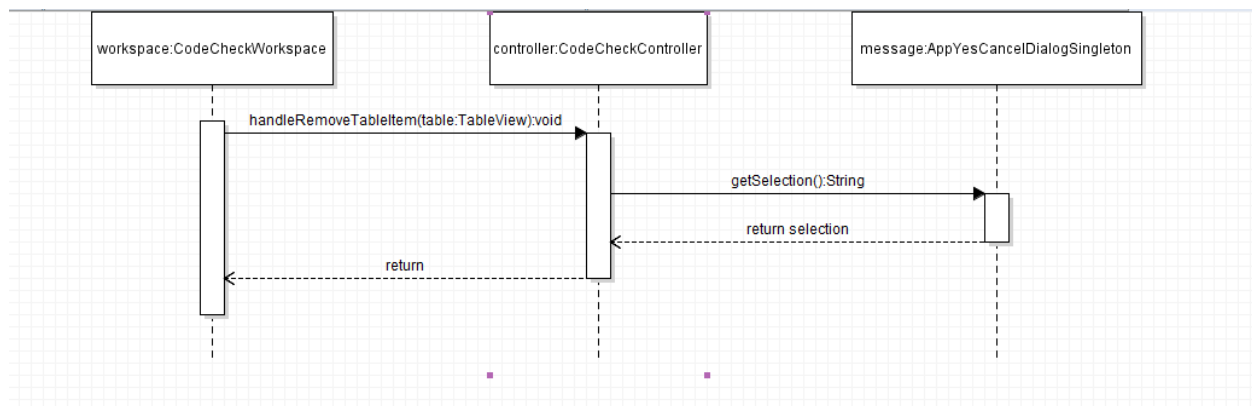 workspace:CodeCheckWorkspace
controller:CodeCheckController
message:AppYesCancelDialogSingleton
handleRemoveTableItem(table:TableView):void
getSelection():String
return selection
return